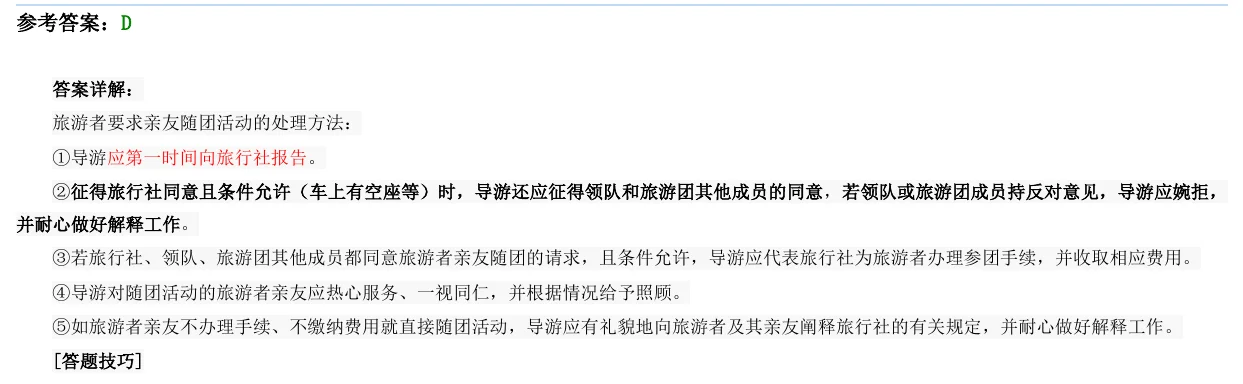 参考答案：D
答案详解：
旅游者要求亲友随团活动的处理方法：
①导游应第一时间向旅行社报告。
②征得旅行社同意且条件允许（车上有空座等）时，导游还应征得领队和旅游团其他成员的同意，若领队或旅游团成员持反对意见，导游应婉拒，
并耐心做好解释工作。
③若旅行社、领队、旅游团其他成员都同意旅游者亲友随团的请求，且条件允许，导游应代表旅行社为旅游者办理参团手续，并收取相应费用。
④导游对随团活动的旅游者亲友应热心服务、一视同仁，并根据情况给予照顾。
⑤如旅游者亲友不办理手续、不缴纳费用就直接随团活动，导游应有礼貌地向旅游者及其亲友阐释旅行社的有关规定，并耐心做好解释工作。
[答题技巧]